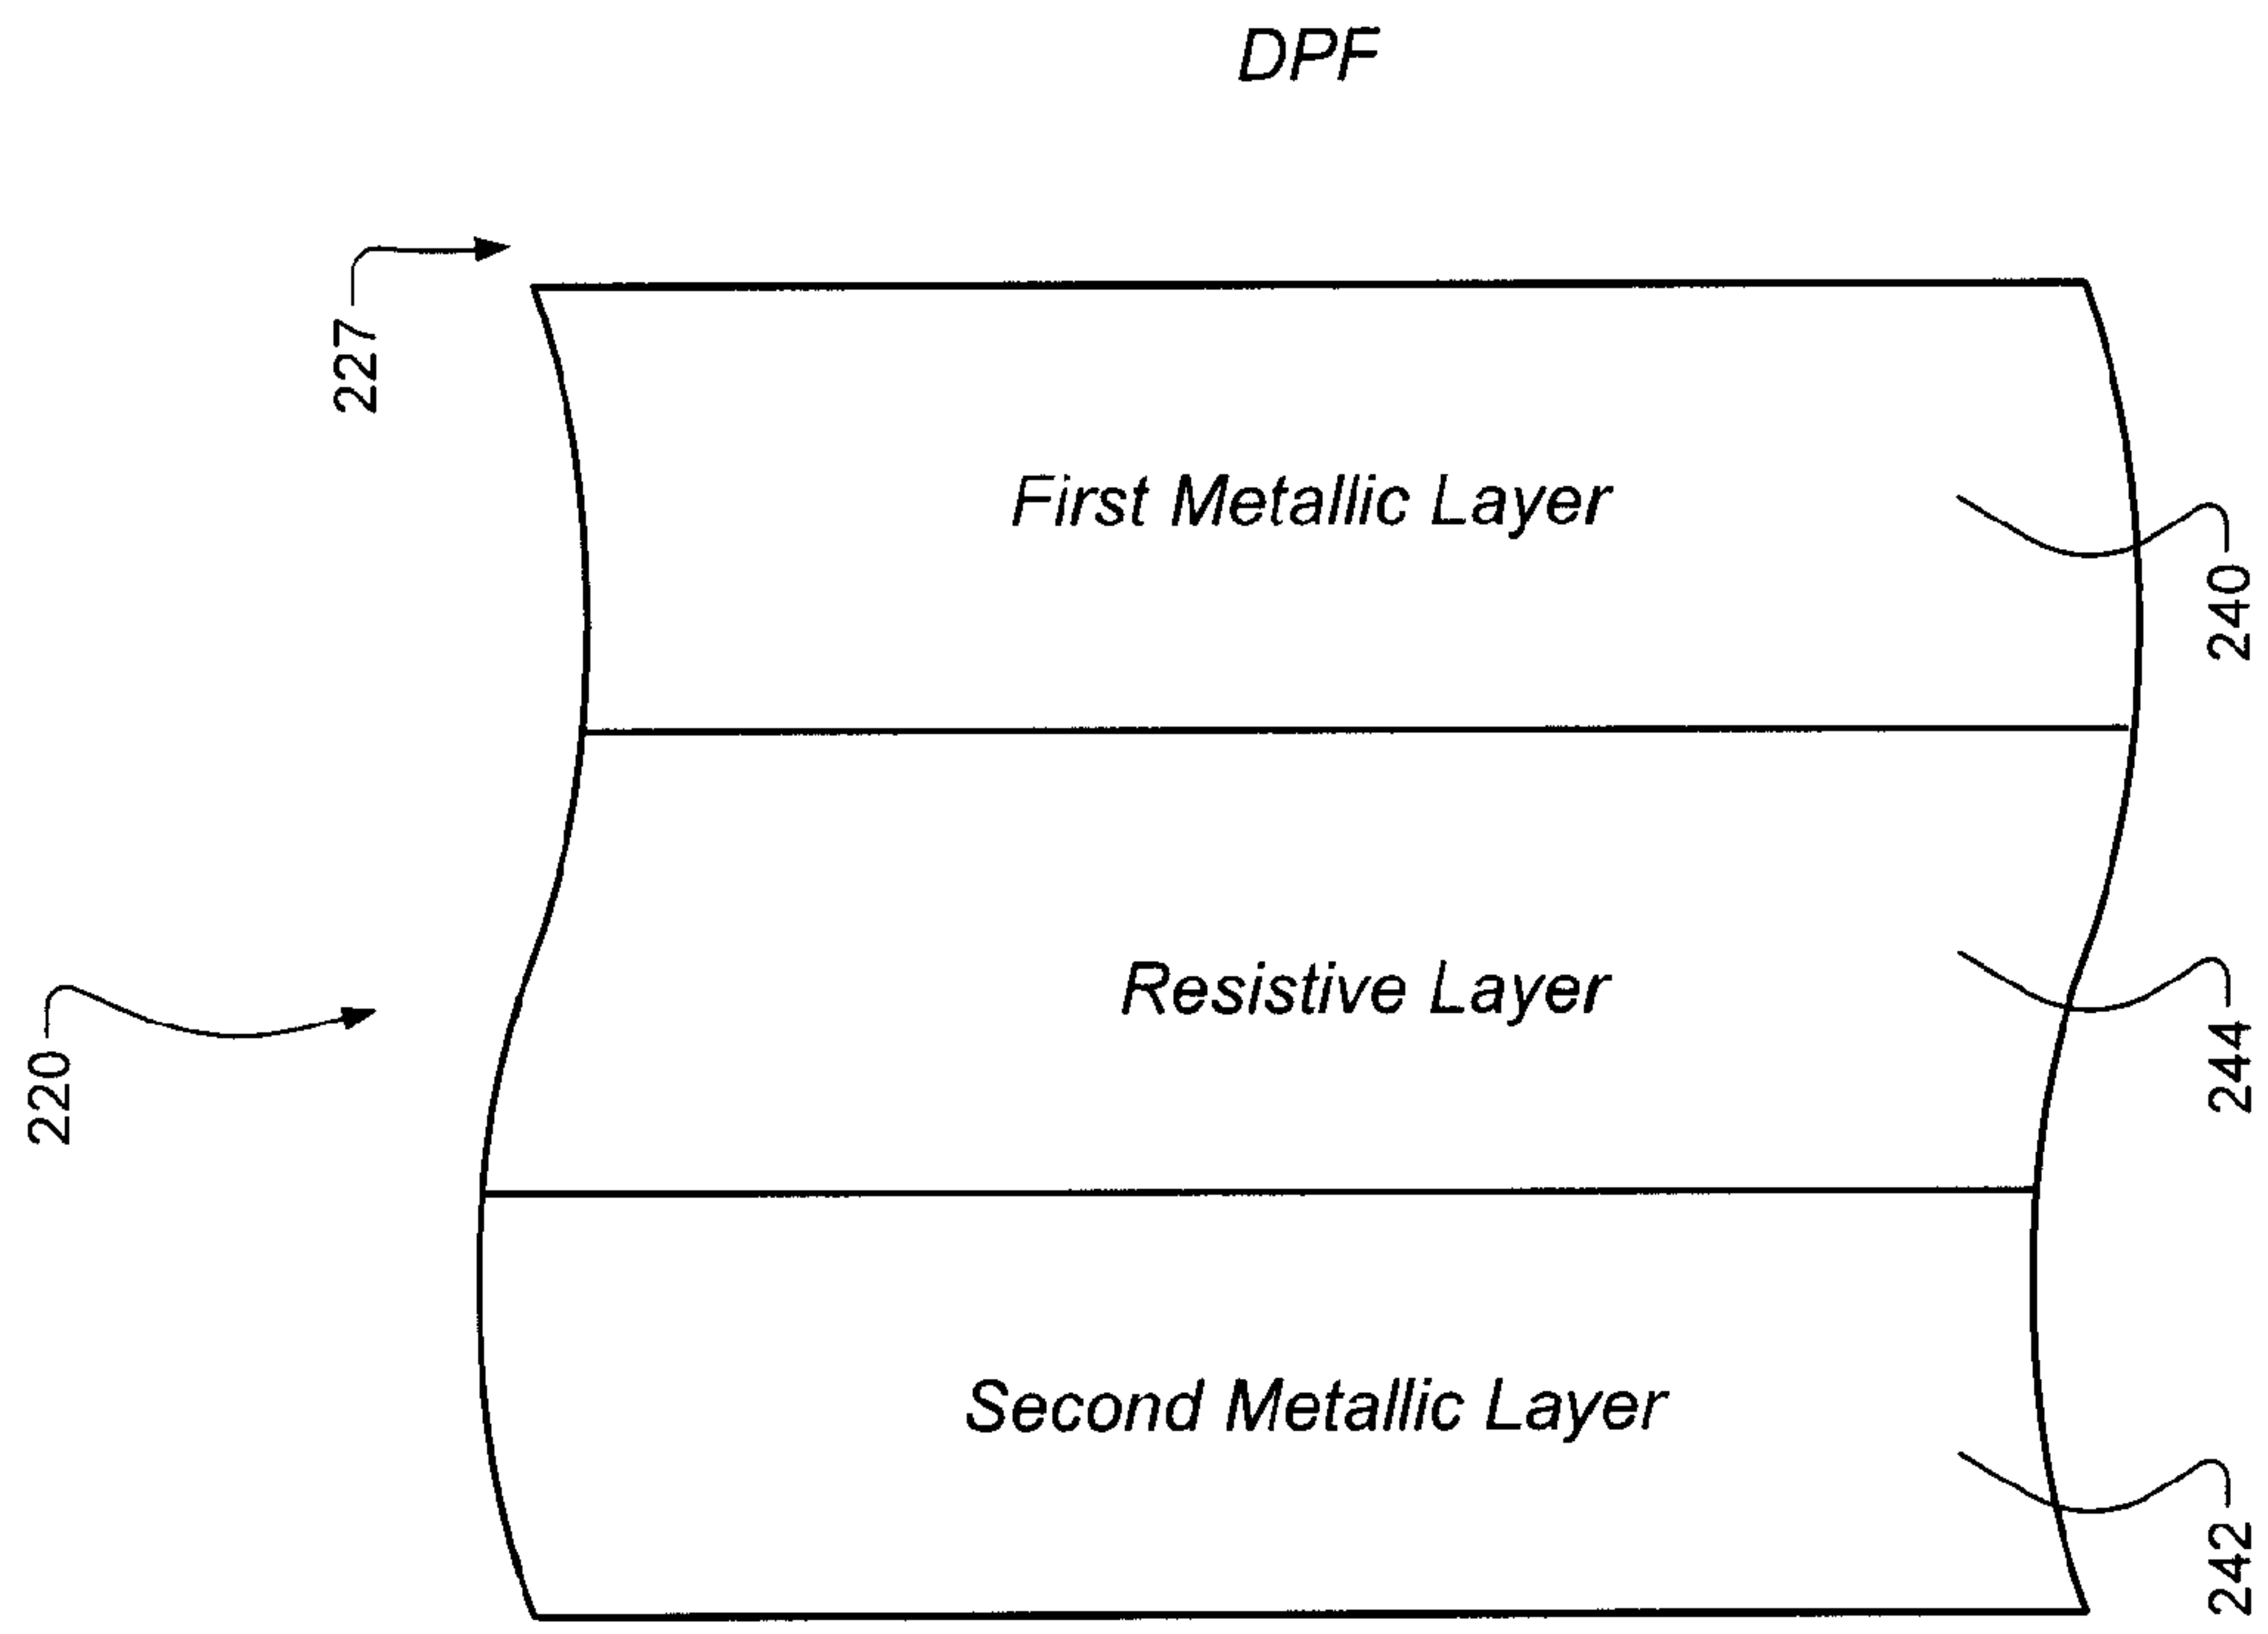 DPF
227
First Metallic Layer
240
Resistive Layer
244
220
Second Metallic Layer
242